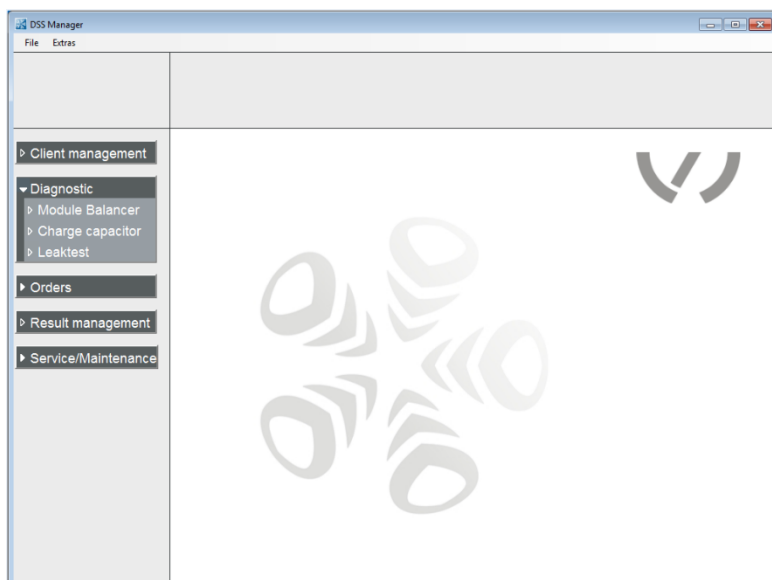 DSS Manager
File Extras
Client management
Diagnostic
Module Balancer
Charge capacitor
Leaktest
Orders
Result management
Service/Maintenance